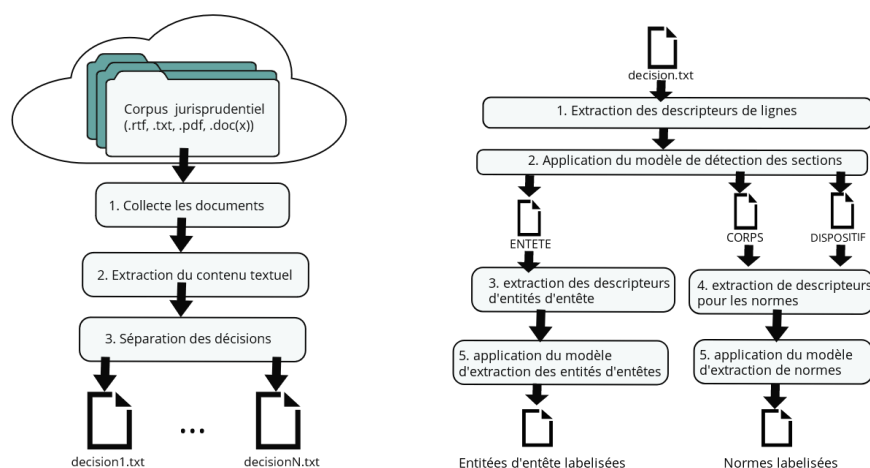 Corpus jurisprudentiel
(.rtf, .txt, .pdf, .doc(x))
1. Collecte les documents
2. Extraction du contenu textuel
3. Séparation des décisions
...
decision1.txt
decisionN.txt
decision.txt
1. Extraction des descripteurs de lignes
2. Application du modèle de détection des sections
ENTETE
CORPS
DISPOSITIF
3. extraction des descripteurs
d'entités d'entête
4. extraction de descripteurs
pour les normes
5. application du modèle
d'extraction des entités d'entêtes
5. application du modèle
d'extraction de normes
Entitées d'entête labelisées
Normes labelisées